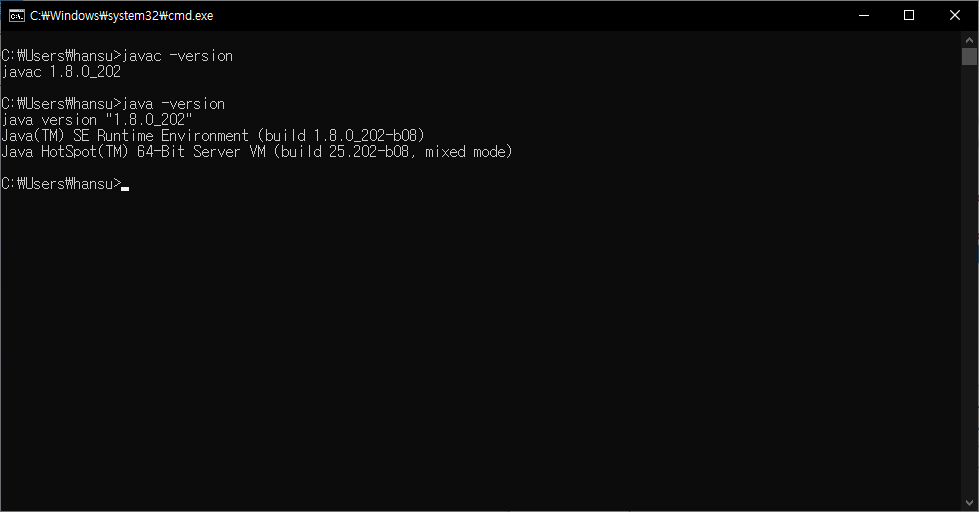 C:₩Windows₩system32₩cmd.exe
C:₩Users₩hansu>javac -version
javac 1.8.0_202
C:₩Users₩hansu>java -version
java version "1.8.0_202"
Java(TM) SE Runtime Environment (build 1.8.0_202-b08)
Java HotSpot(TM) 64-Bit Server VM (build 25.202-b08, mixed mode)
C:₩Users₩hansu>